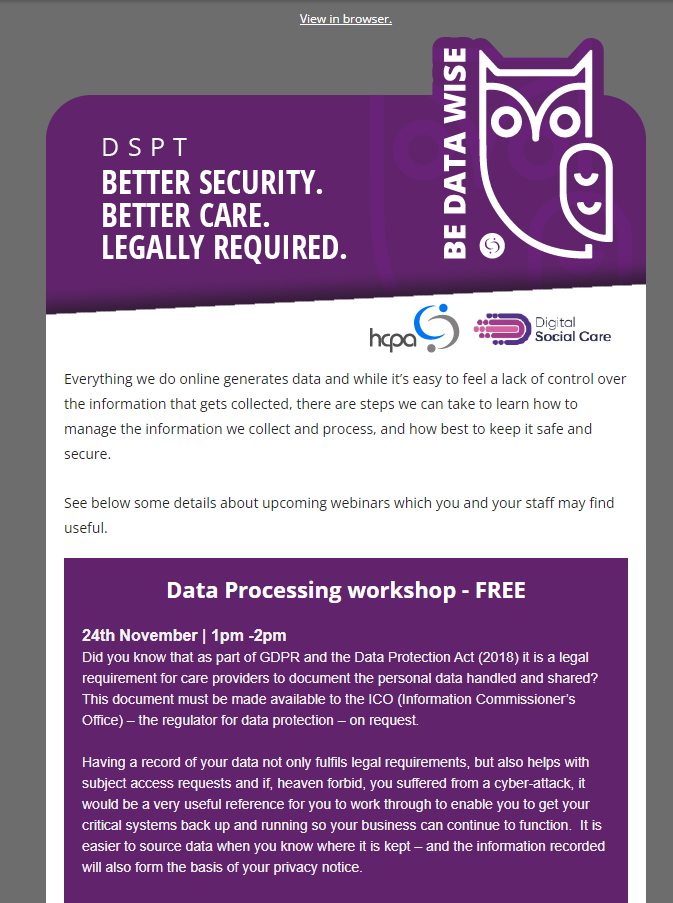 View in browser.
BE DATA WISE
DSPT
BETTER SECURITY.
BETTER CARE.
LEGALLY REQUIRED.
hcpa
Digital
Social Care
Everything we do online generates data and while it’s easy to feel a lack of control over
the information that gets collected, there are steps we can take to learn how to
manage the information we collect and process, and how best to keep it safe and
secure.
See below some details about upcoming webinars which you and your staff may find
useful.
Data Processing workshop - FREE
24th November | 1pm -2pm
Did you know that as part of GDPR and the Data Protection Act (2018) it is a legal
requirement for care providers to document the personal data handled and shared?
This document must be made available to the ICO (Information Commissioner’s
Office) – the regulator for data protection – on request.
Having a record of your data not only fulfils legal requirements, but also helps with
subject access requests and if, heaven forbid, you suffered from a cyber-attack, it
would be a very useful reference for you to work through to enable you to get your
critical systems back up and running so your business can continue to function.  It is
easier to source data when you know where it is kept – and the information recorded
will also form the basis of your privacy notice.